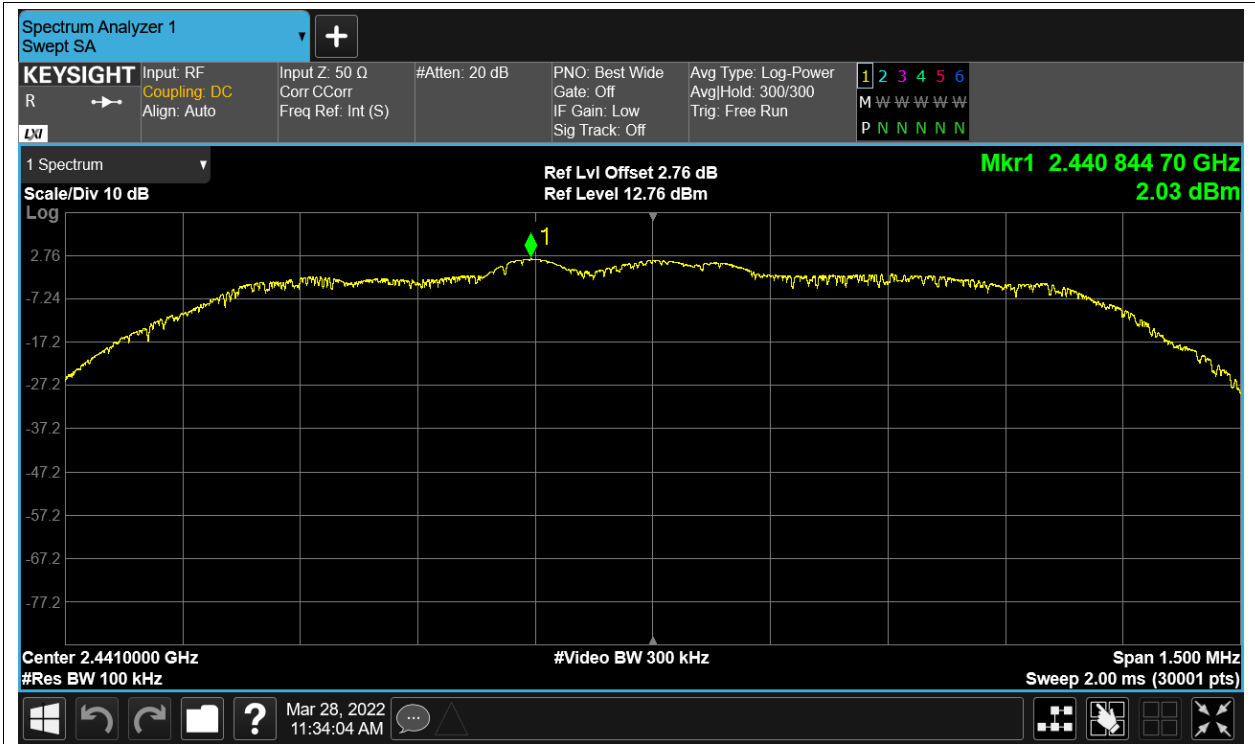 Spectrum Analyzer 1
Swept SA
KEYSIGHT
R
LXI
Input: RF
Coupling: DC
Align: Auto
Input Z: 50 Ω
Corr CCorr
Freq Ref: Int (S)
#Atten: 20 dB
PNO: Best Wide
Gate: Off
IF Gain: Low
Sig Track: Off
Avg Type: Log-Power
Avg|Hold: 300/300
Trig: Free Run
1 2 3 4 5 6
M W W W W W W
P N N N N N N
1 Spectrum
Scale/Div 10 dB
Log
Ref Lvl Offset 2.76 dB
Ref Level 12.76 dBm
Mkr1 2.440 844 70 GHz
2.03 dBm
1
2.76
-7.24
-17.2
-27.2
-37.2
-47.2
-57.2
-67.2
-77.2
Center 2.4410000 GHz
#Res BW 100 kHz
#Video BW 300 kHz
Span 1.500 MHz
Sweep 2.00 ms (30001 pts)
?
Mar 28, 2022
11:34:04 AM